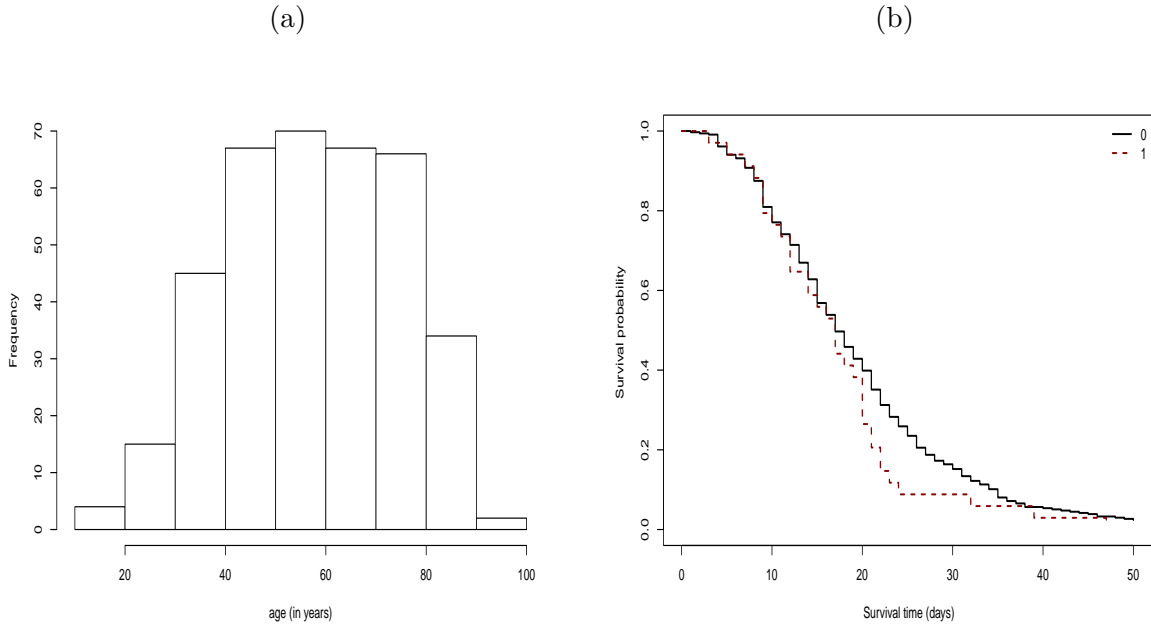 (a)
Frequency
70
60
50
40
30
20
10
0
20 40 60 80 100
age (in years)
(b)
Survival probability
1.0
0.8
0.6
0.4
0.2
0.0
0
1
0 10 20 30 40 50
Survival time (days)